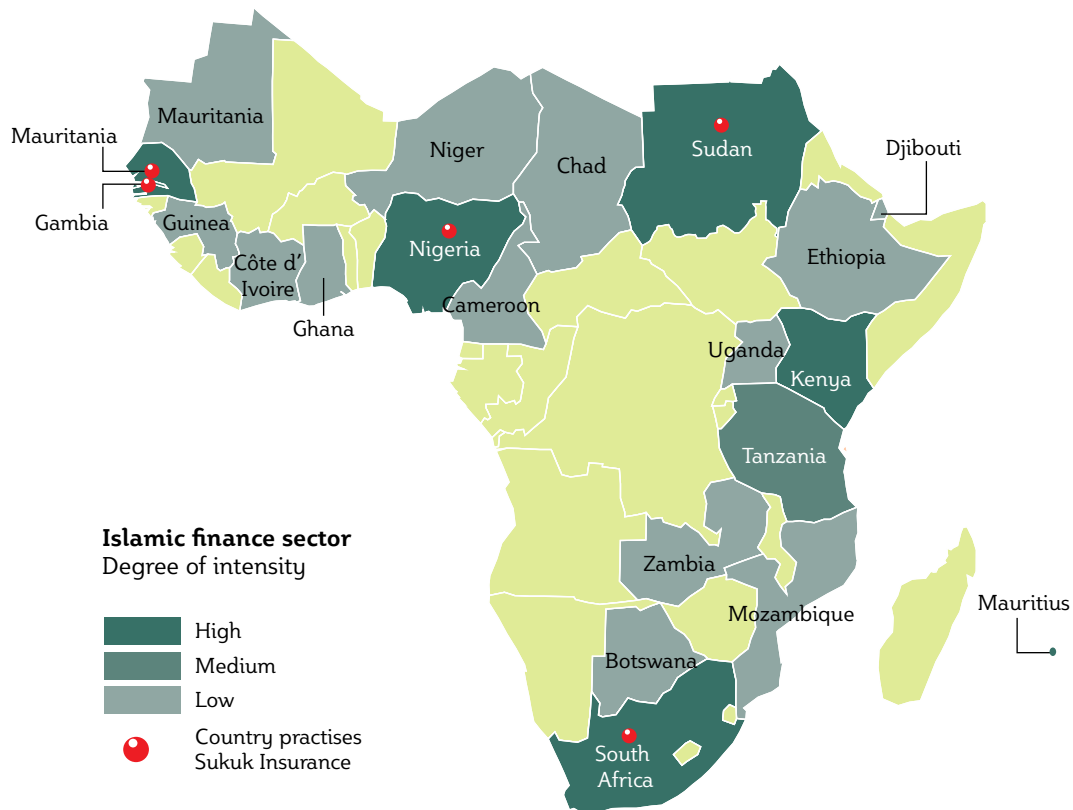 Mauritania
Mauritania
Niger
Chad
Sudan
Djibouti
Gambia
Guinea
Nigeria
Côte d'
Ivoire
Ethiopia
Cameroon
Ghana
Uganda
Kenya
Tanzania
Islamic finance sector
Degree of intensity
Zambia
Mozambique
Mauritius
High
Medium
Botswana
Low
Country practises
Sukuk Insurance
South
Africa